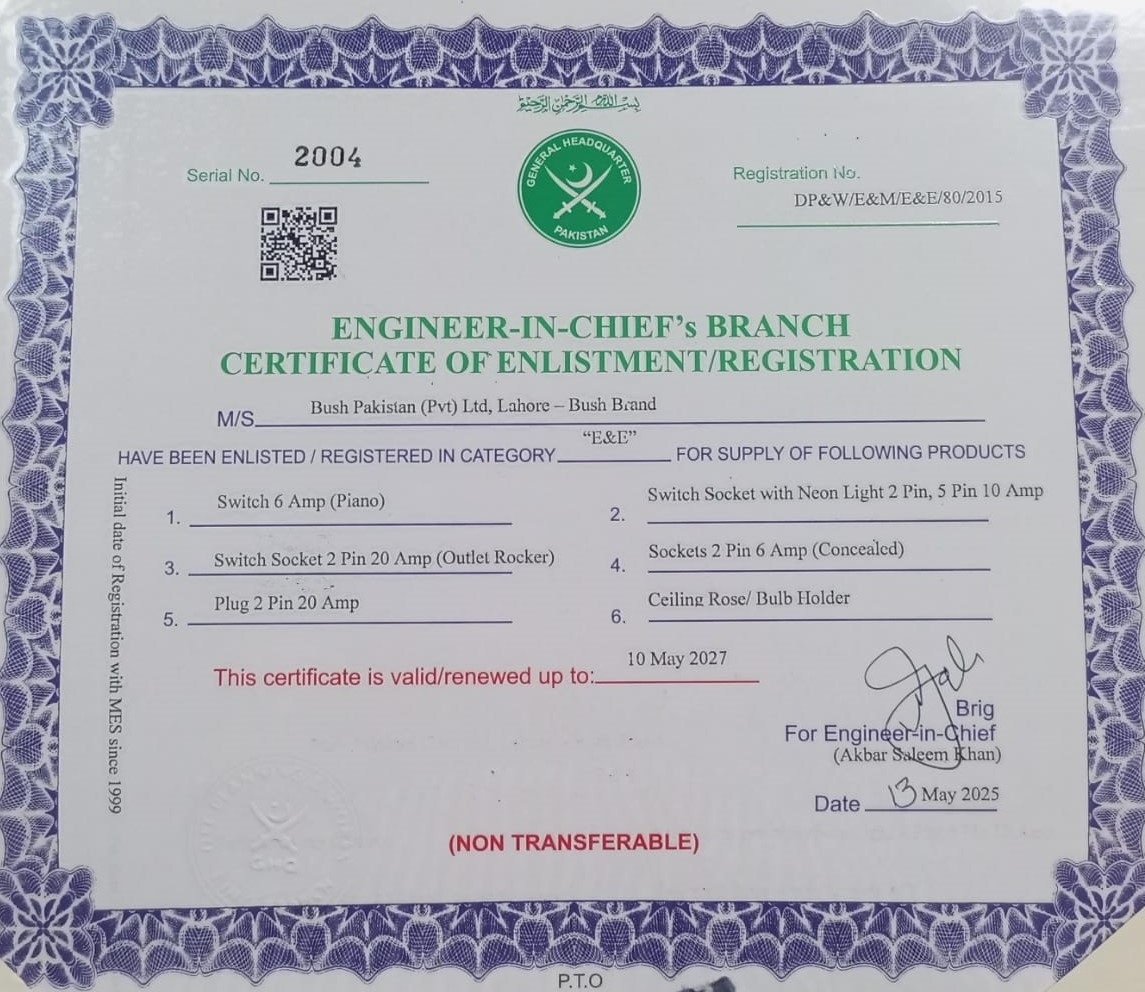 بسم اللہ الرحمن الرحیم
Serial No. 2004
GENERAL HEADQUARTER
PAKISTAN
Registration No.
DP&W/E&M/E&E/80/2015
ENGINEER-IN-CHIEF's BRANCH
CERTIFICATE OF ENLISTMENT/REGISTRATION
M/S Bush Pakistan (Pvt) Ltd, Lahore – Bush Brand
HAVE BEEN ENLISTED / REGISTERED IN CATEGORY “E&E” FOR SUPPLY OF FOLLOWING PRODUCTS
1. Switch 6 Amp (Piano)
2. Switch Socket with Neon Light 2 Pin, 5 Pin 10 Amp
3. Switch Socket 2 Pin 20 Amp (Outlet Rocker)
4. Sockets 2 Pin 6 Amp (Concealed)
5. Plug 2 Pin 20 Amp
6. Ceiling Rose/ Bulb Holder
Initial date of Registration with MES since 1999
This certificate is valid/renewed up to: 10 May 2027
Brig
For Engineer-in-Chief
(Akbar Saleem Khan)
Date 13 May 2025
(NON TRANSFERABLE)
GHQ
P.T.O